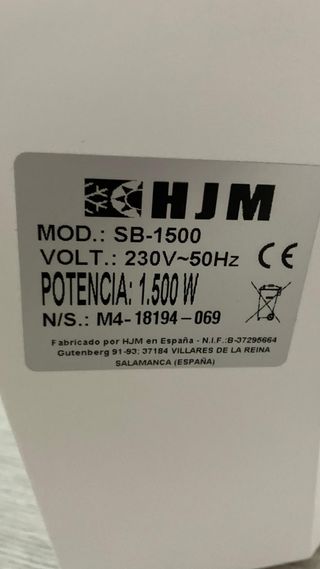 HJM
MOD.: SB-1500
VOLT.: 230V~50Hz CE
POTENCIA: 1.500 W
N/S.: M4-18194-069
Fabricado por HJM en España - N.I.F.:B-37295664
Gutenberg 91-93; 37184 VILLARES DE LA REINA
SALAMANCA (ESPAÑA)